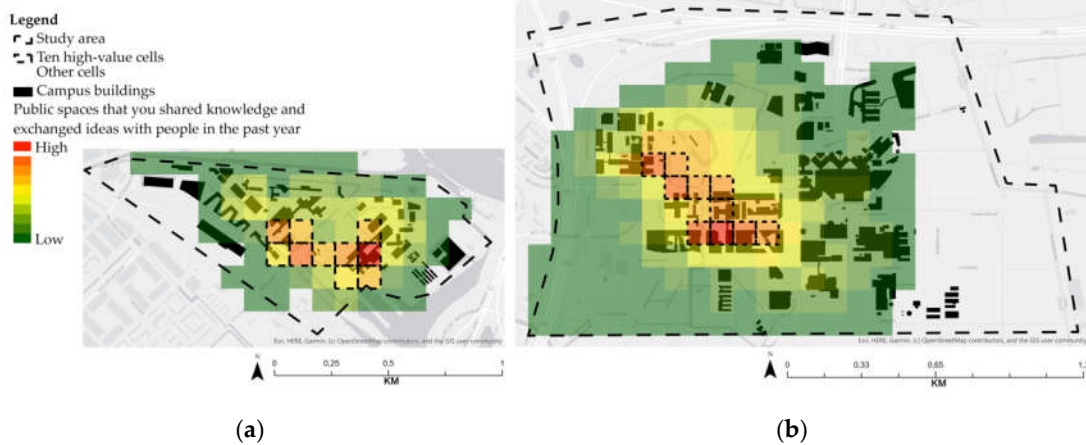 Legend
Study area
Ten high-value cells
Other cells
Campus buildings
Public spaces that you shared knowledge and
exchanged ideas with people in the past year
High
Low
Esri, HERE, Garmin, (c) OpenStreetMap contributors, and the GIS user community
N
0 0,25 0,5 1
KM
(a)
Esri, HERE, Garmin, (c) OpenStreetMap contributors, and the GIS user community
N
0 0,33 0,65 1,
KM
(b)